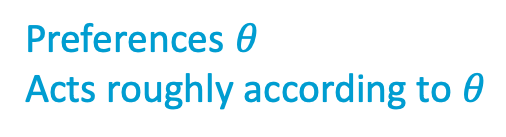 Preferences θ
Acts roughly according to θ